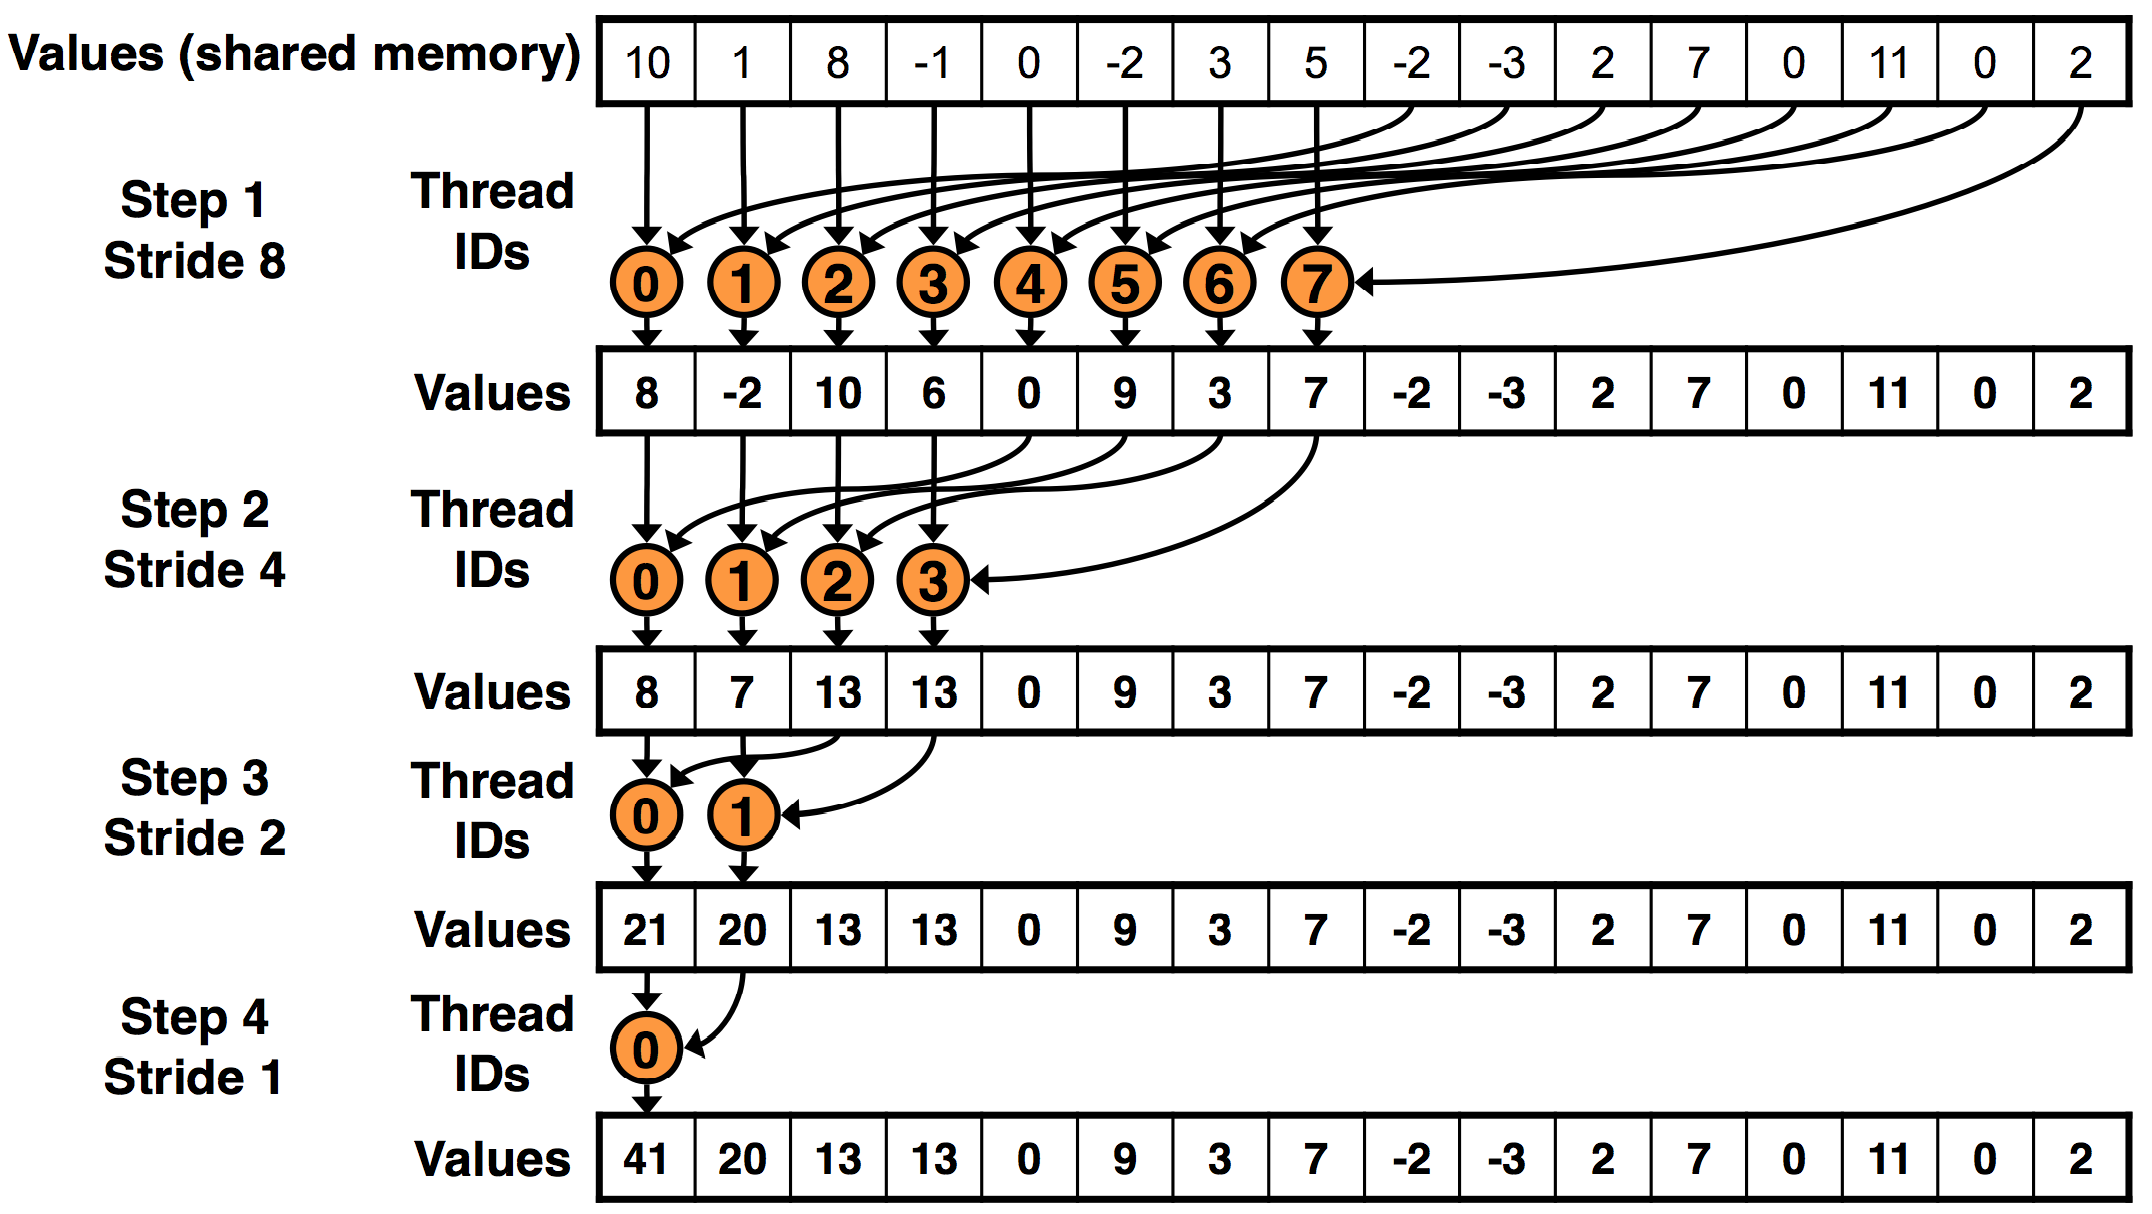 Values (shared memory) 10 1 8 -1 0 -2 3 5 -2 -3 2 7 0 11 0 2
Step 1
Stride 8
Thread
IDs
0 1 2 3 4 5 6 7
Values 8 -2 10 6 0 9 3 7 -2 -3 2 7 0 11 0 2
Step 2
Stride 4
Thread
IDs
0 1 2 3
Values 8 7 13 13 0 9 3 7 -2 -3 2 7 0 11 0 2
Step 3
Stride 2
Thread
IDs
0 1
Values 21 20 13 13 0 9 3 7 -2 -3 2 7 0 11 0 2
Step 4
Stride 1
Thread
IDs
0
Values 41 20 13 13 0 9 3 7 -2 -3 2 7 0 11 0 2